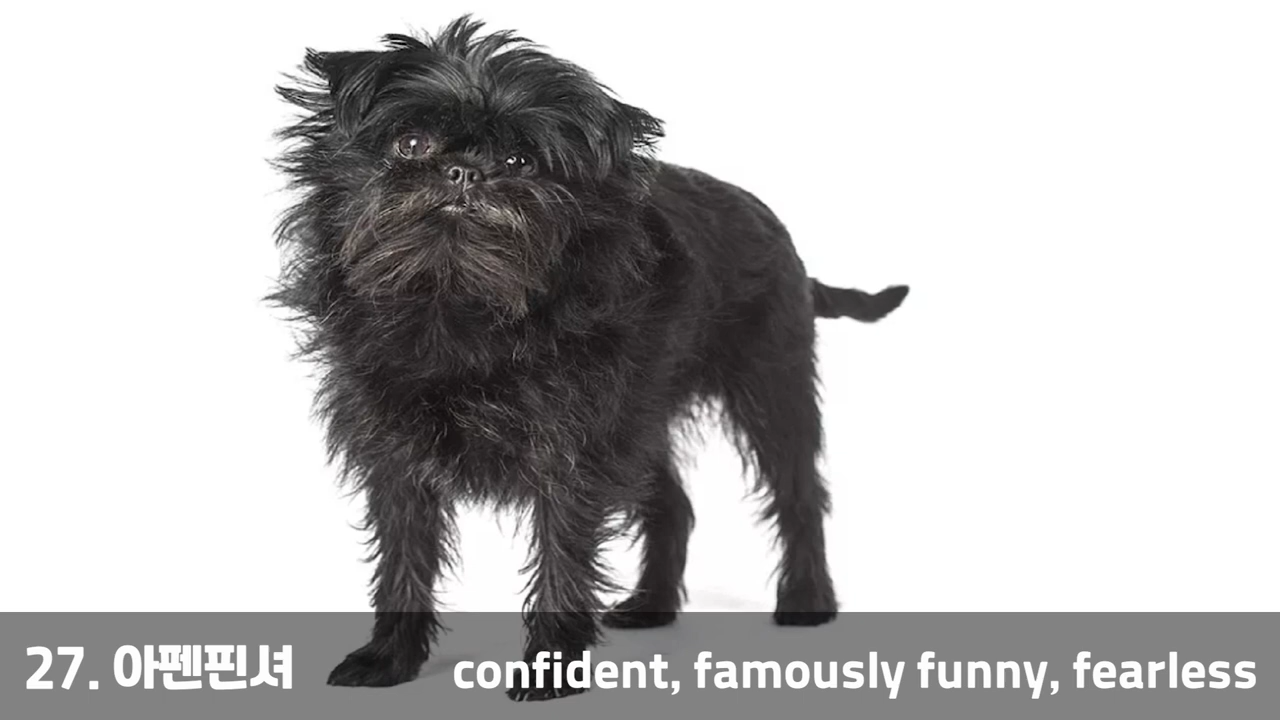 27. 아펜핀셔
confident, famously funny, fearless